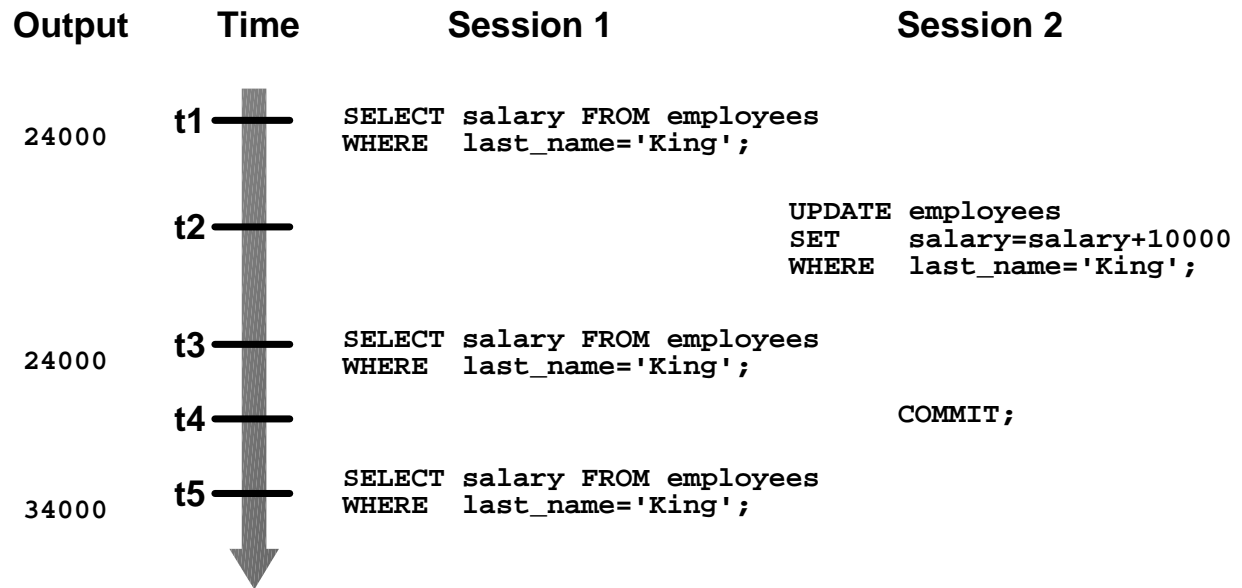 Output Time Session 1 Session 2
t1 SELECT salary FROM employees
24000 WHERE last_name='King';
t2 UPDATE employees
SET salary=salary+10000
WHERE last_name='King';
t3 SELECT salary FROM employees
24000 WHERE last_name='King';
t4 COMMIT;
t5 SELECT salary FROM employees
34000 WHERE last_name='King';